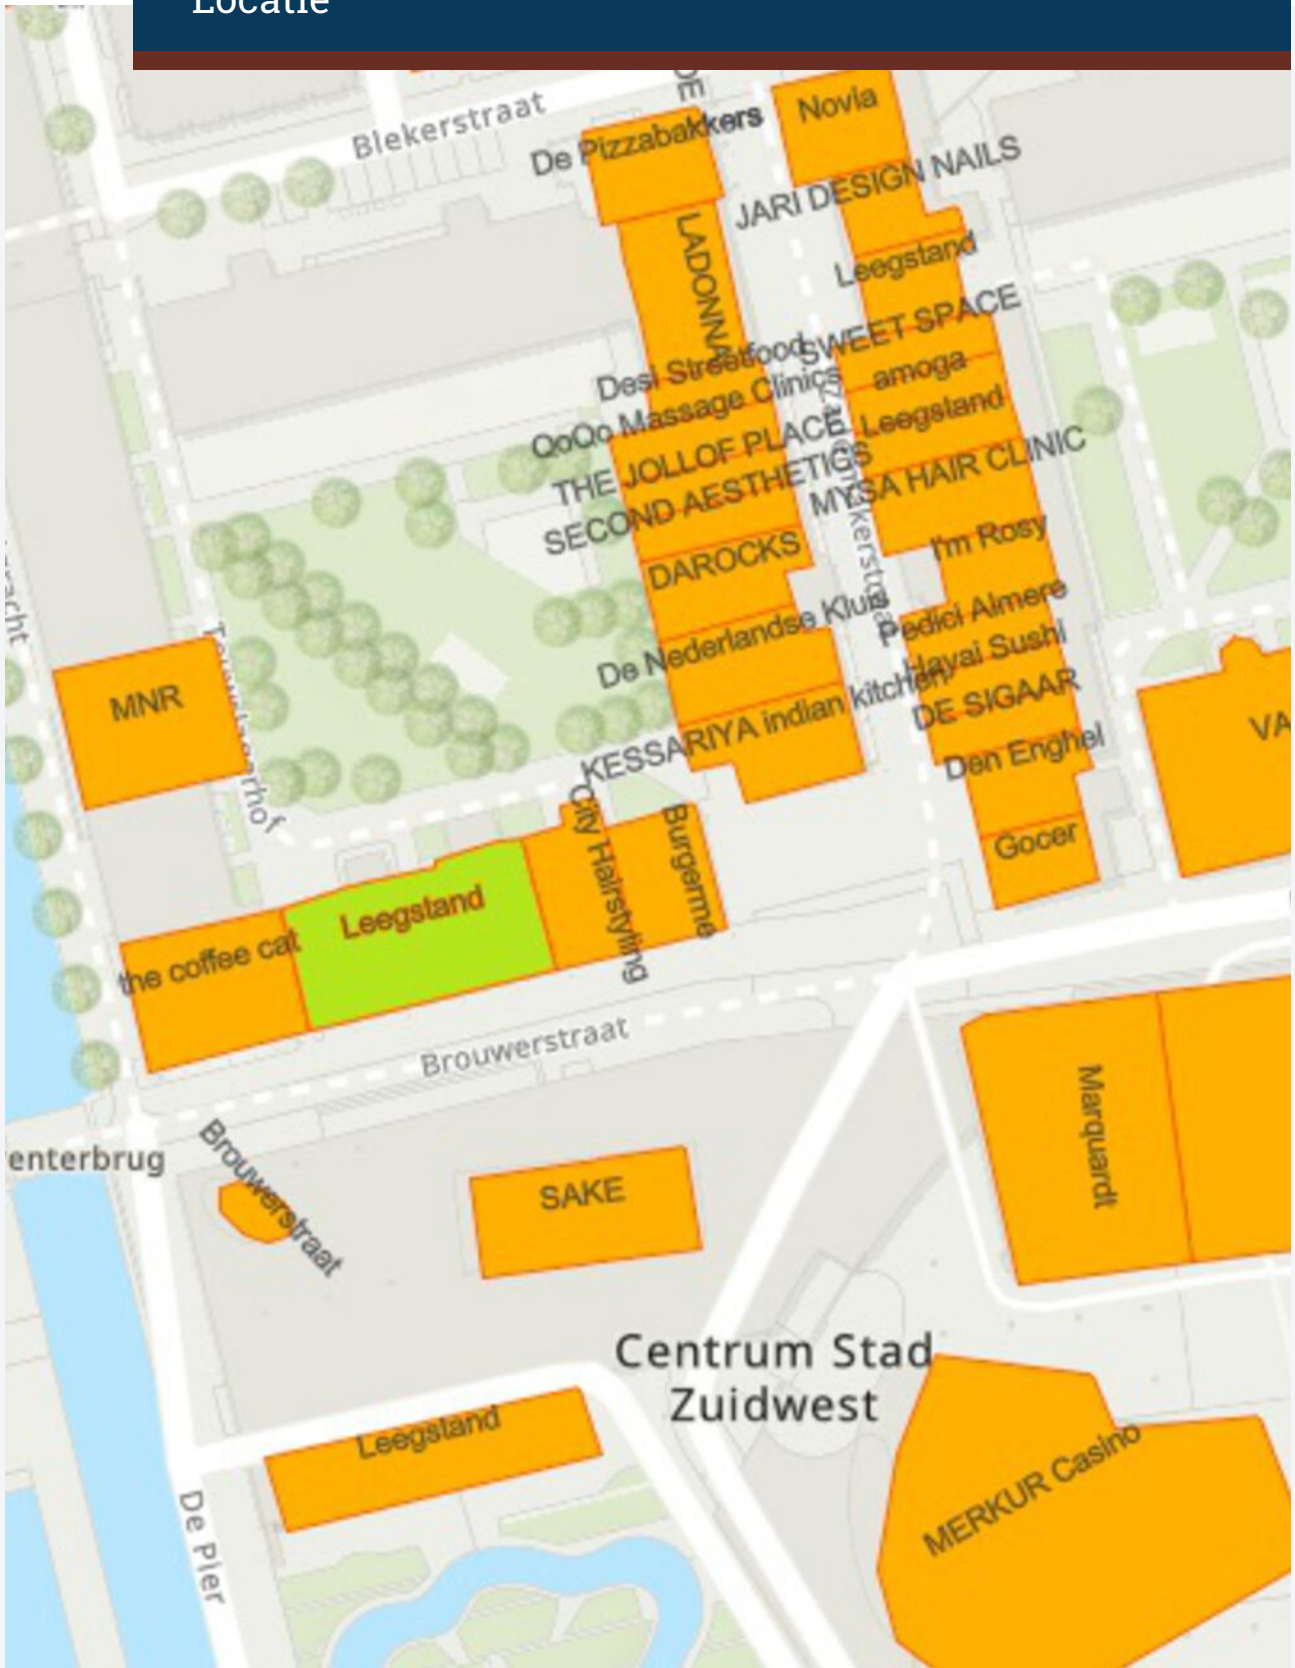 Locatie
Blekerstraat
De Pizzabakkers
Novia
JARI DESIGN NAILS
LADONNA
Leegstand
SWEET SPACE
Desi Streetfood
amoga
QoQo Massage Clinics
Leegstand
THE JOLLOF PLACE
MYSA HAIR CLINIC
SECOND AESTHETIGS
I'm Rosy
DAROCKS
Pedici Almere
De Nederlandse Kluis
Hayai Sushi
KESSARIYA indian kitchen
DE SIGAAR
MNR
VA
Den Enghel
Gocer
City Hairstyling
Burgerme
Leegstand
the coffee cat
Brouwerstraat
Marquardt
enterbrug
Brouwerstraat
SAKE
Centrum Stad
Zuidwest
Leegstand
MERKUR Casino
De Pier